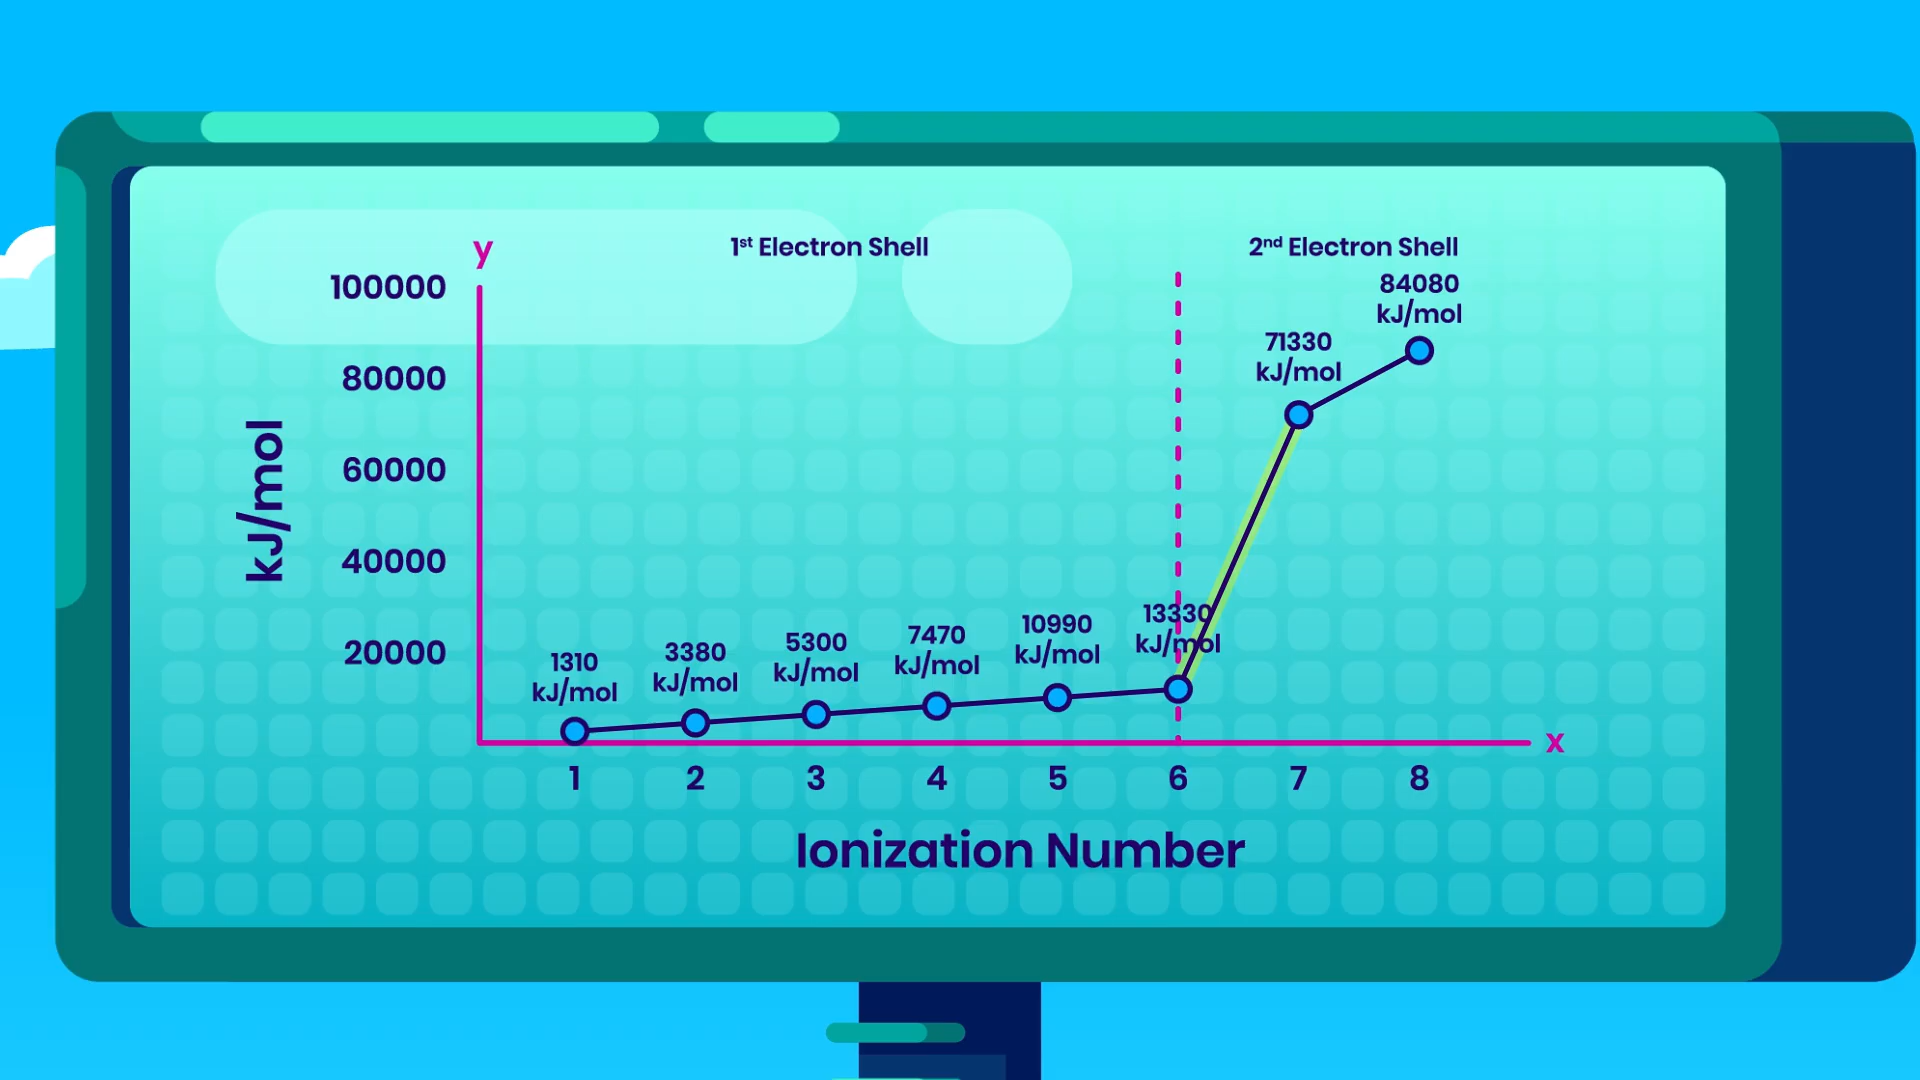 y
1st Electron Shell
2nd Electron Shell
100000
80000
60000
40000
20000
kJ/mol
1310
kJ/mol
3380
kJ/mol
5300
kJ/mol
7470
kJ/mol
10990
kJ/mol
13330
kJ/mol
71330
kJ/mol
84080
kJ/mol
x
1 2 3 4 5 6 7 8
Ionization Number